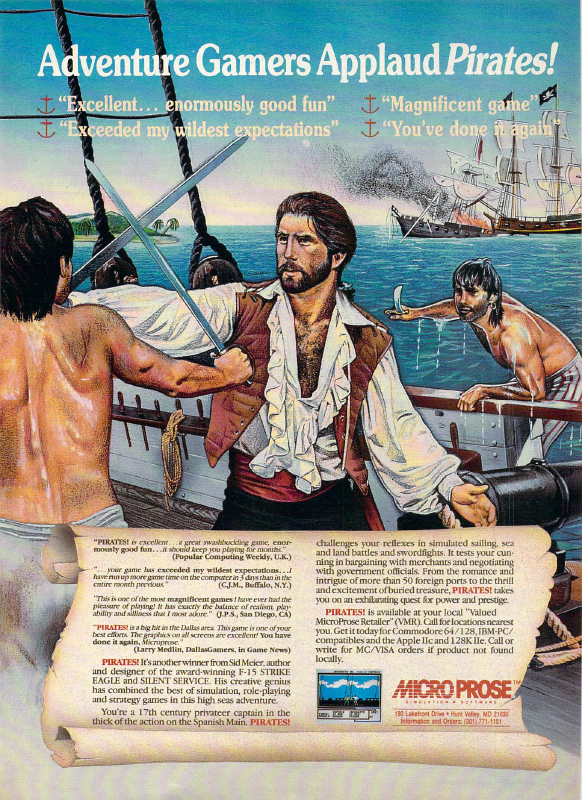 Adventure Gamers Applaud Pirates!
"Excellent... enormously good fun"
"Exceeded my wildest expectations"
"Magnificent game"
"You've done it again"
"PIRATES! is excellent...a great swashbuckling game, enor-
mously good fun...it should keep you playing for months."
(Popular Computing Weekly, U.K.)
"...your game has exceeded my wildest expectations...I
have run up more game time on the computer in 3 days than in the
entire month previous."
(C.J.M., Buffalo, N.Y.)
"This is one of the most magnificent games I have ever had the
pleasure of playing! It has exactly the balance of realism, play-
ability and silliness that I most adore."
(J.P.S., San Diego, CA)
"PIRATES! is a big hit in the Dallas area. This game is one of your
best efforts. The graphics on all screens are excellent! You have
done it again, Microprose."
(Larry Medlin, DallasGamers, in Game News)
PIRATES! It's another winner from Sid Meier, author
and designer of the award-winning F-15 STRIKE
EAGLE and SILENT SERVICE. His creative genius
has combined the best of simulation, role-playing
and strategy games in this high seas adventure.
You're a 17th century privateer captain in the
thick of the action on the Spanish Main. PIRATES!
challenges your reflexes in simulated sailing, sea
and land battles and swordfights. It tests your cun-
ning in bargaining with merchants and negotiating
with government officials. From the romance and
intrigue of more than 50 foreign ports to the thrill
and excitement of buried treasure, PIRATES! takes
you on an exhilarating quest for power and prestige.
PIRATES! is available at your local "Valued
MicroProse Retailer" (VMR). Call for locations nearest
you. Get it today for Commodore 64/128, IBM-PC/
compatibles and the Apple IIc and 128K IIe. Call or
write for MC/VISA orders if product not found
locally.
MICROPROSE™
SIMULATION • SOFTWARE
180 Lakefront Drive • Hunt Valley, MD 21030
Information and Orders: (301) 771-1151